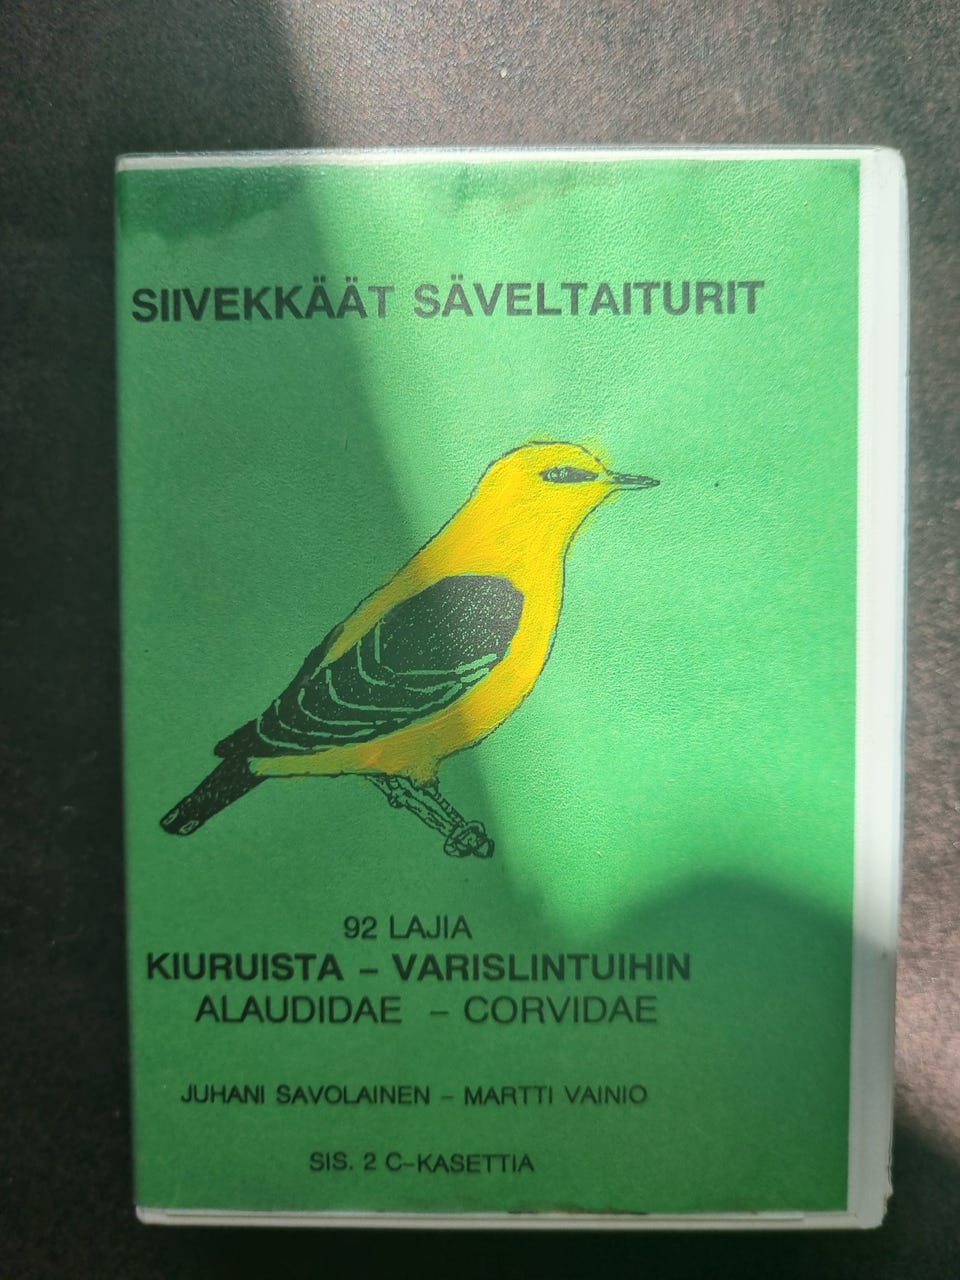 SIIVEKKÄÄT SÄVELTAITURIT
92 LAJIA
KIURUISTA – VARISLINTUIHIN
ALAUDIDAE – CORVIDAE
JUHANI SAVOLAINEN – MARTTI VAINIO
SIS. 2 C-KASETTIA